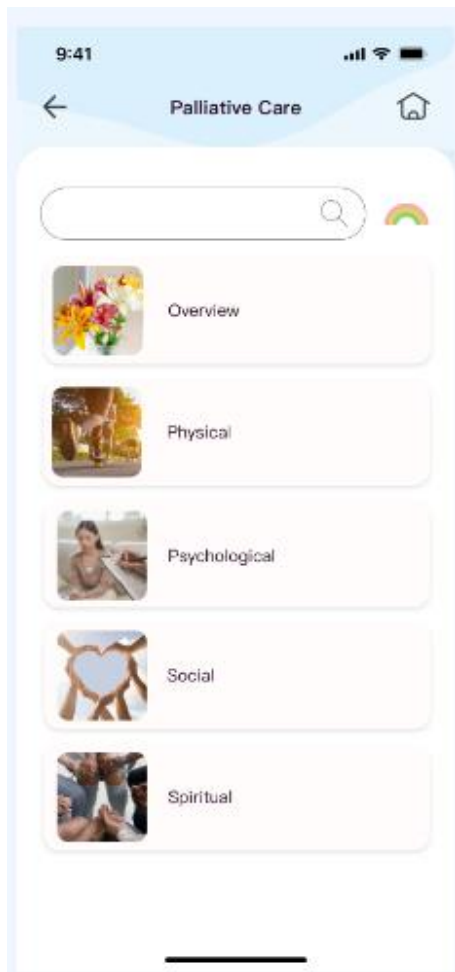 9:41
Palliative Care
Overview
Physical
Psychological
Social
Spiritual